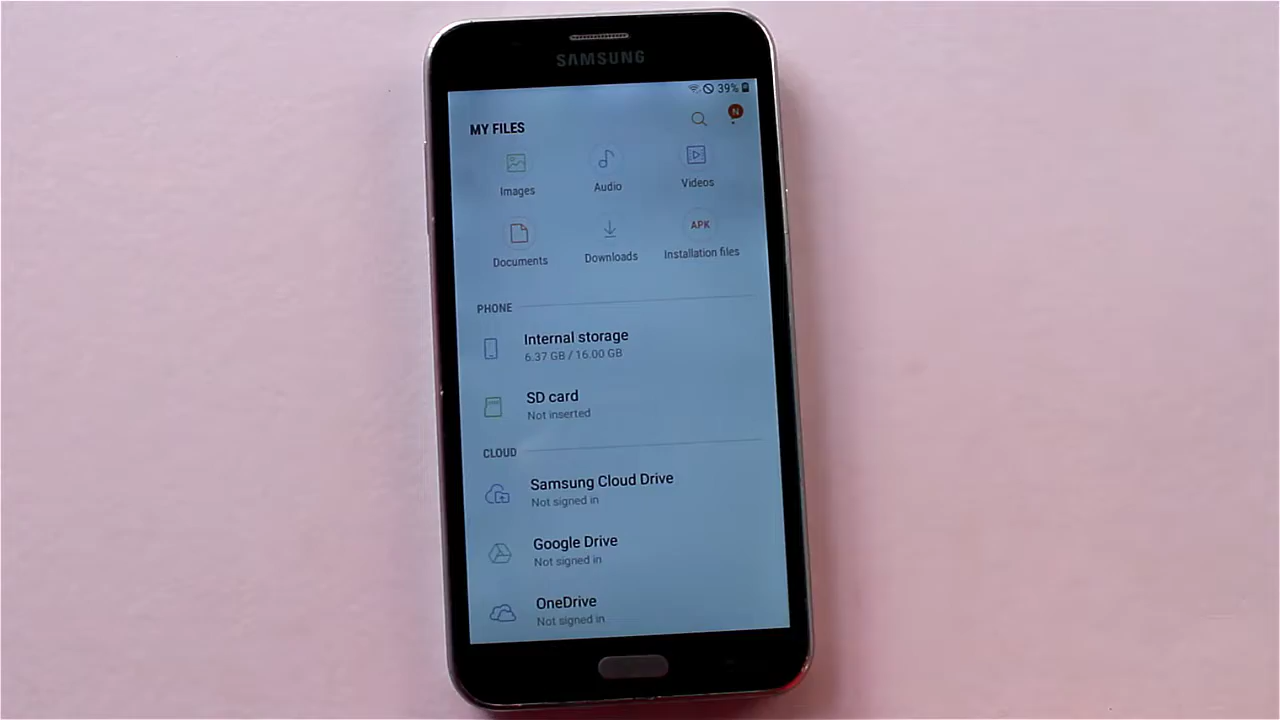 SAMSUNG
39%
MY FILES
N
Images
Audio
Videos
APK
Documents
Downloads
Installation files
PHONE
Internal storage
6.37 GB / 16.00 GB
SD card
Not inserted
CLOUD
Samsung Cloud Drive
Not signed in
Google Drive
Not signed in
OneDrive
Not signed in